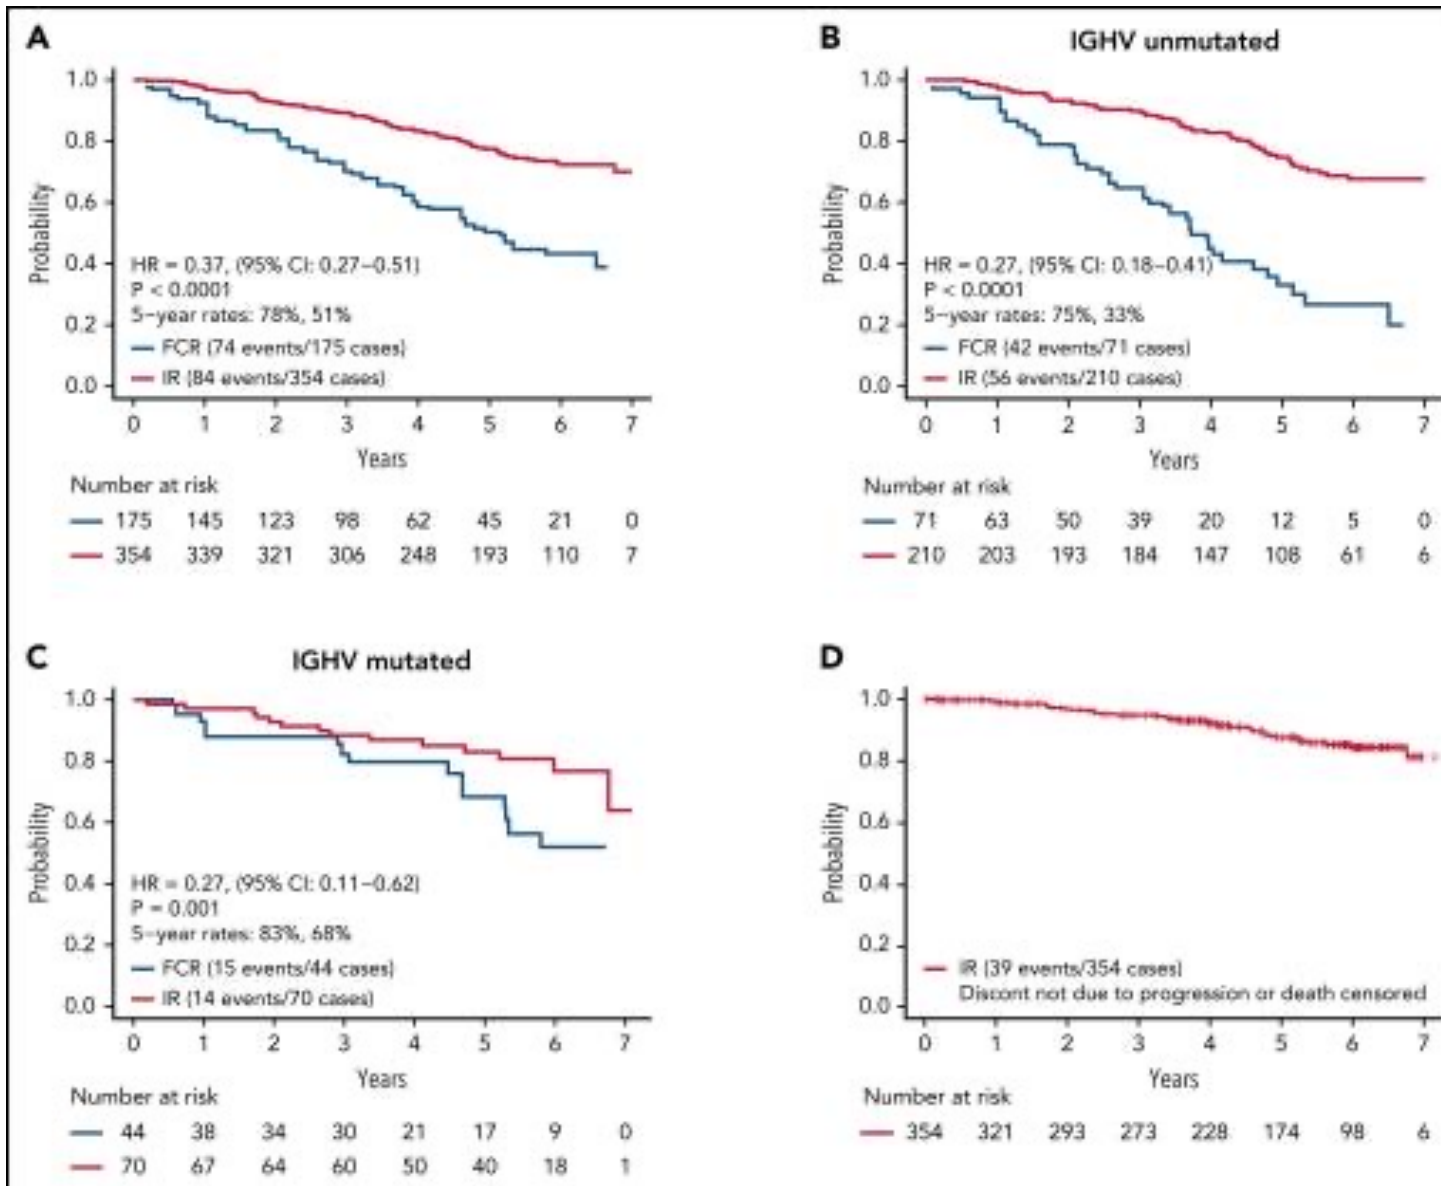 A
1.0
0.8
0.6
0.4
0.2
0.0
Probability
HR = 0.37, (95% CI: 0.27–0.51)
P < 0.0001
5–year rates: 78%, 51%
FCR (74 events/175 cases)
IR (84 events/354 cases)
0 1 2 3 4 5 6 7
Years
Number at risk
175 145 123 98 62 45 21 0
354 339 321 306 248 193 110 7
B
IGHV unmutated
1.0
0.8
0.6
0.4
0.2
0.0
Probability
HR = 0.27, (95% CI: 0.18–0.41)
P < 0.0001
5–year rates: 75%, 33%
FCR (42 events/71 cases)
IR (56 events/210 cases)
0 1 2 3 4 5 6 7
Years
Number at risk
71 63 50 39 20 12 5 0
210 203 193 184 147 108 61 6
C
IGHV mutated
1.0
0.8
0.6
0.4
0.2
0.0
Probability
HR = 0.27, (95% CI: 0.11–0.62)
P = 0.001
5–year rates: 83%, 68%
FCR (15 events/44 cases)
IR (14 events/70 cases)
0 1 2 3 4 5 6 7
Years
Number at risk
44 38 34 30 21 17 9 0
70 67 64 60 50 40 18 1
D
1.0
0.8
0.6
0.4
0.2
0.0
Probability
IR (39 events/354 cases)
Discont not due to progression or death censored
0 1 2 3 4 5 6 7
Years
Number at risk
354 321 293 273 228 174 98 6